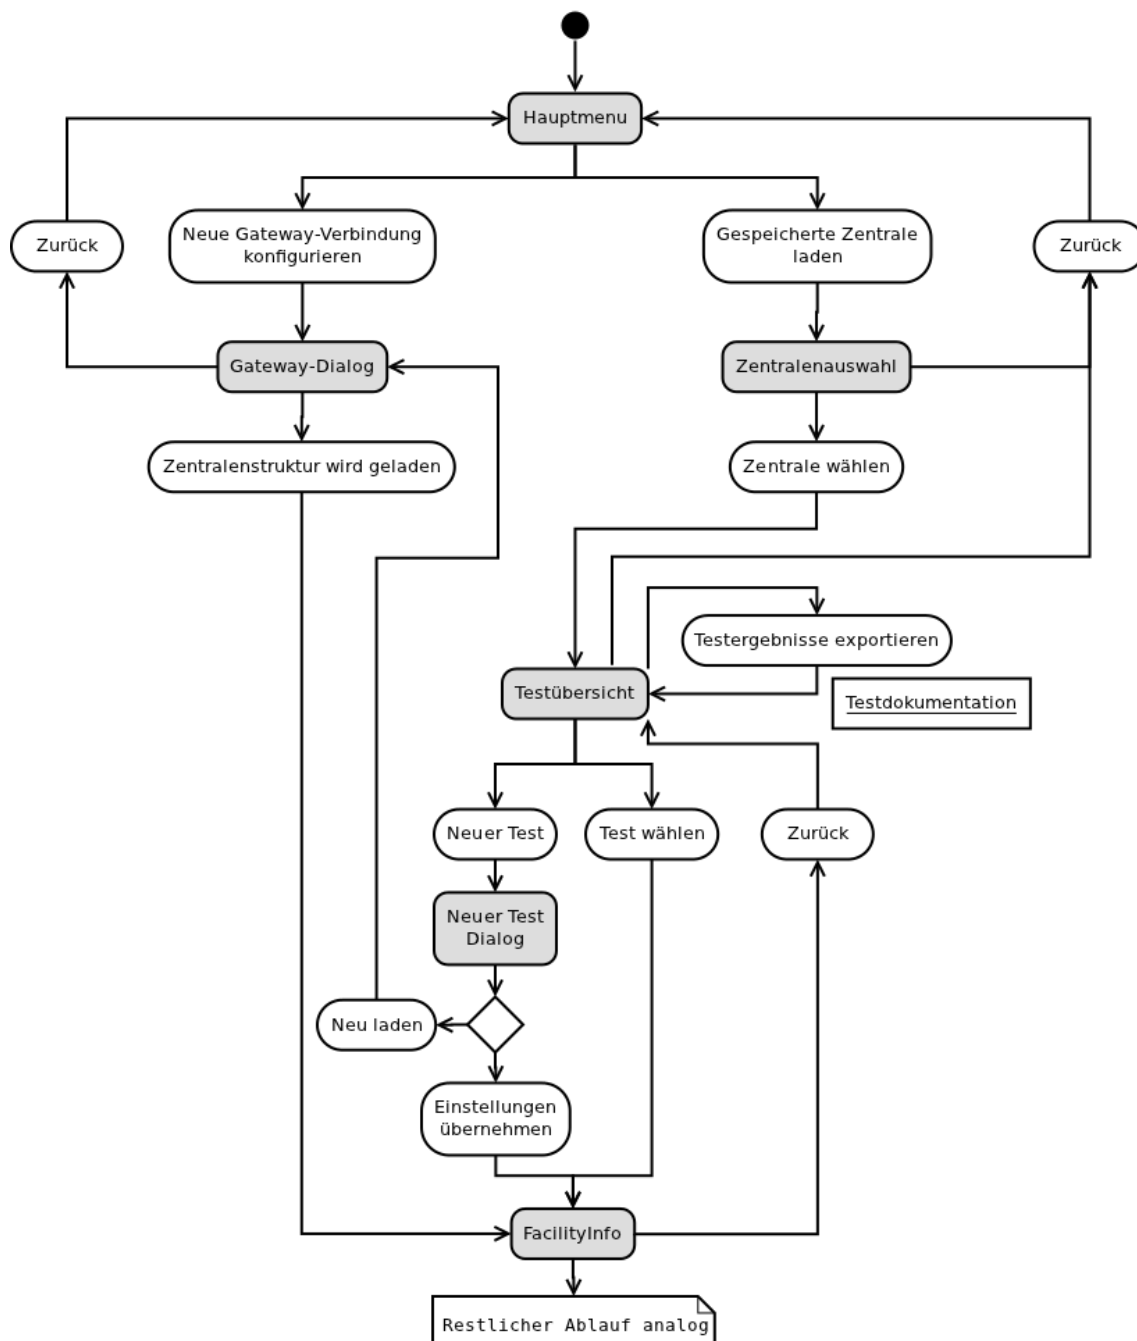 Hauptmenu
Neue Gateway-Verbindung
konfigurieren
Gespeicherte Zentrale
laden
Zurück
Zurück
Gateway-Dialog
Zentralenauswahl
Zentralenstruktur wird geladen
Zentrale wählen
Testergebnisse exportieren
Testübersicht
Testdokumentation
Neuer Test
Test wählen
Zurück
Neuer Test
Dialog
Neu laden
Einstellungen
übernehmen
FacilityInfo
Restlicher Ablauf analog